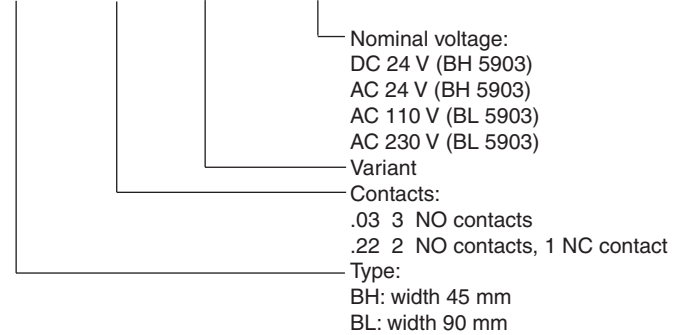 Nominal voltage:
DC 24 V (BH 5903)
AC 24 V (BH 5903)
AC 110 V (BL 5903)
AC 230 V (BL 5903)
Variant
Contacts:
.03 3 NO contacts
.22 2 NO contacts, 1 NC contact
Type:
BH: width 45 mm
BL: width 90 mm